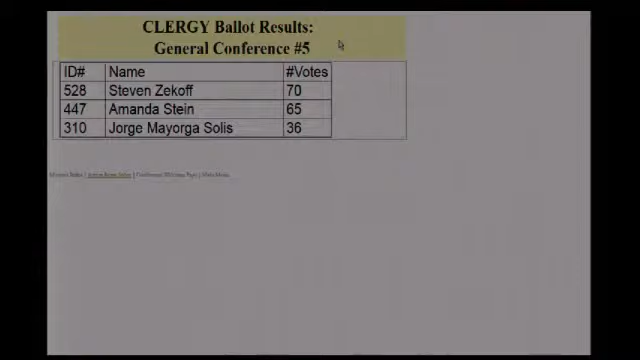 CLERGY Ballot Results:
General Conference #5
ID# Name #Votes
528 Steven Zekoff 70
447 Amanda Stein 65
310 Jorge Mayorga Solis 36